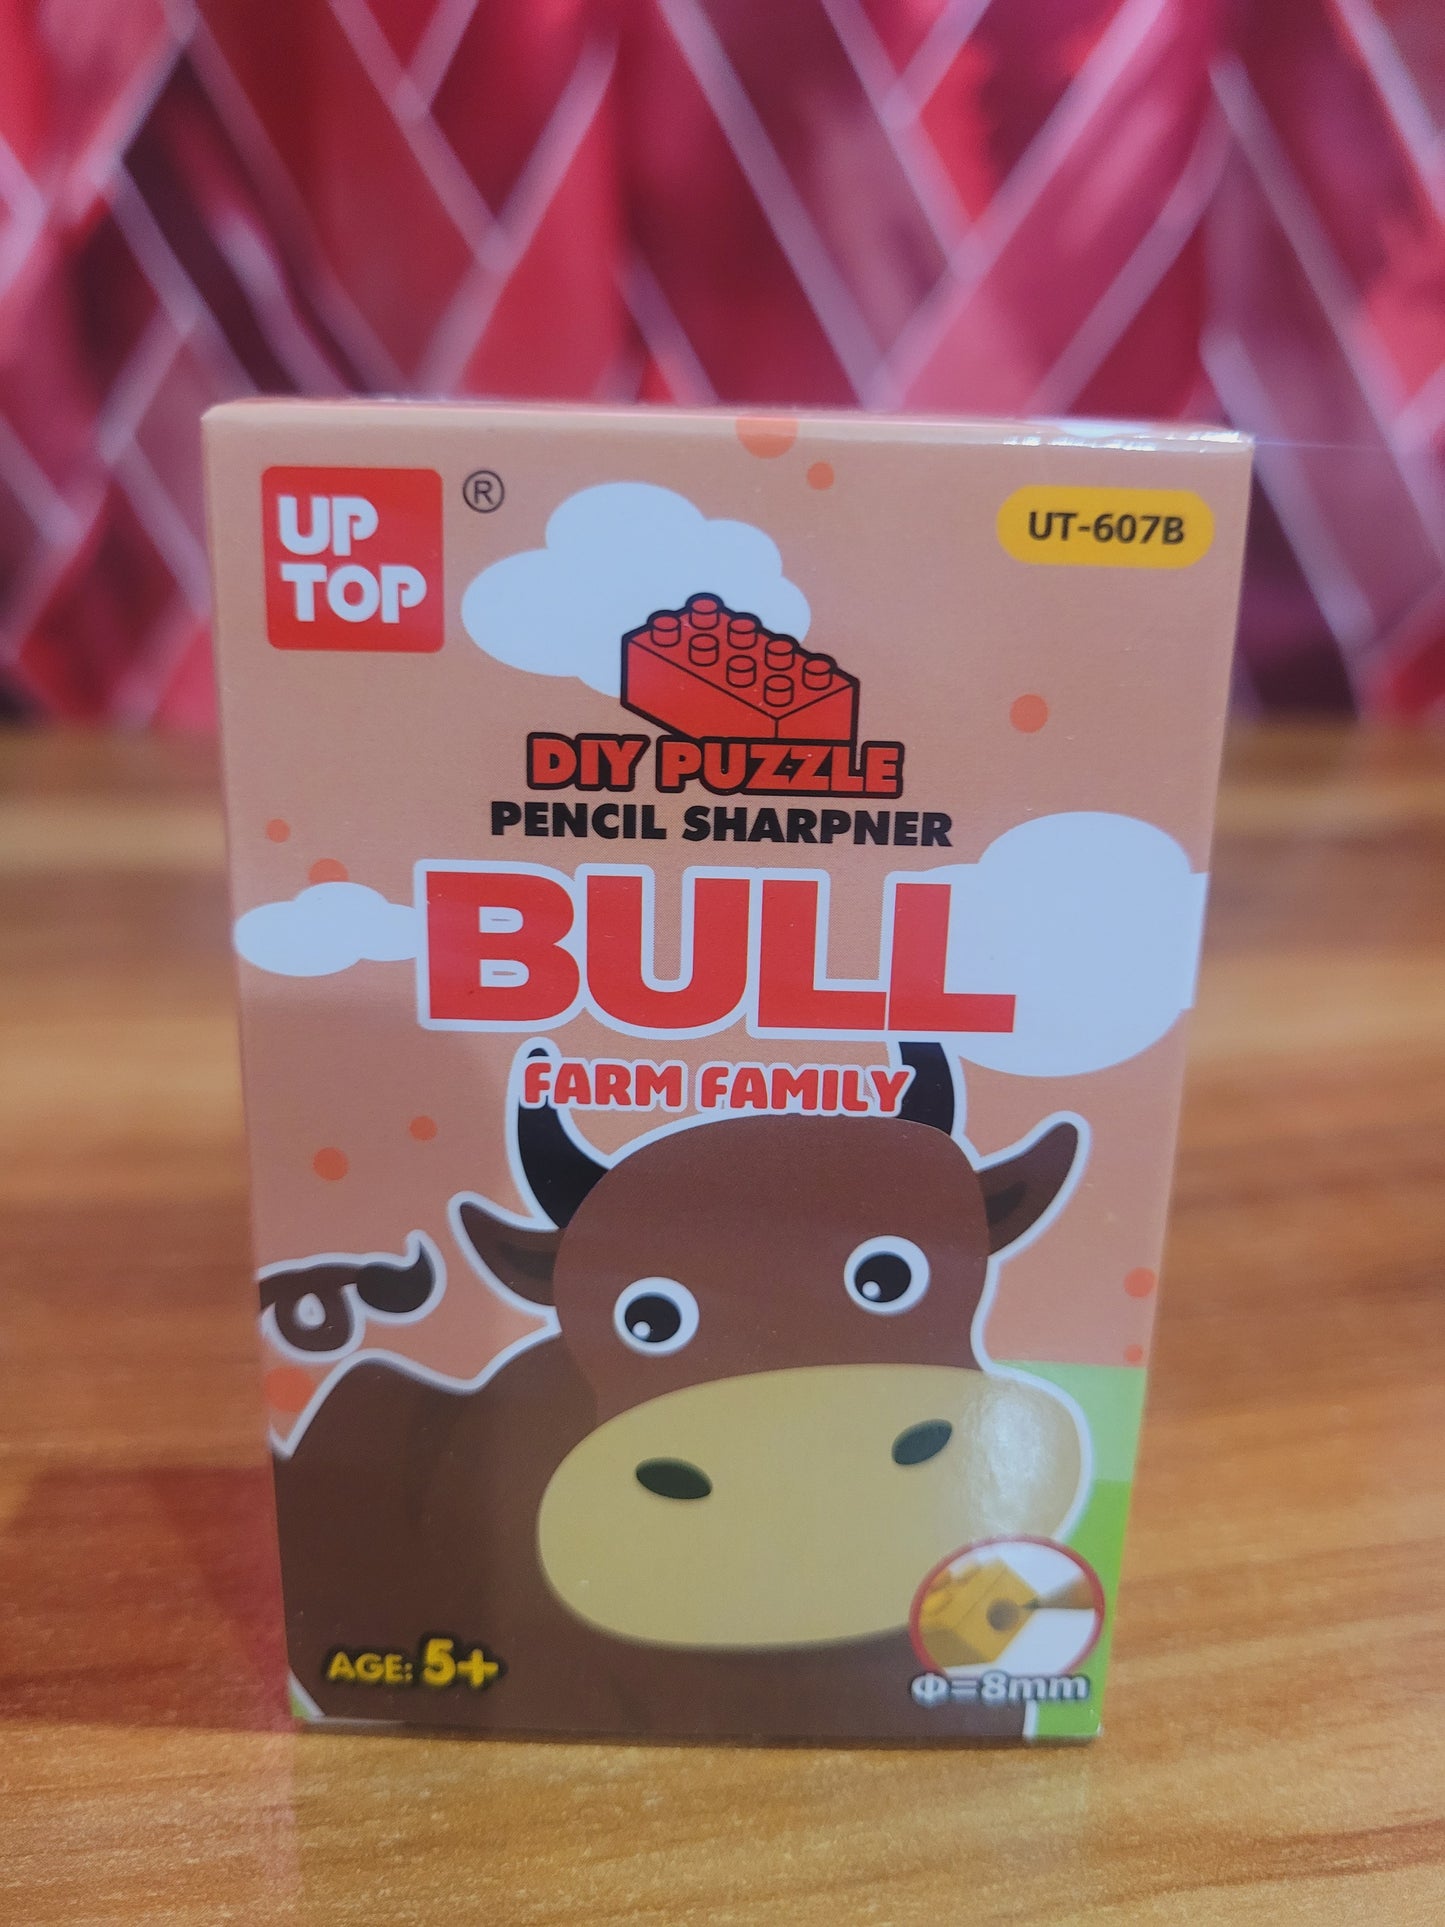 UP
TOP
®
UT-607B
DIY PUZZLE
PENCIL SHARPNER
BULL
FARM FAMILY
AGE: 5+
Φ=8mm